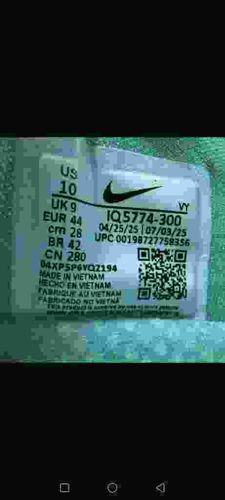 US
10
UK 9
EUR 44
cm 28
BR 42
CN 280
VY
IQ5774-300
04/25/25 07/03/25
UPC 00198727758356
04XP5P6YQZ194
MADE IN VIETNAM
HECHO EN VIETNAM
FABRIQUE AU VIETNAM
FABRICADO NO VIETNÃ